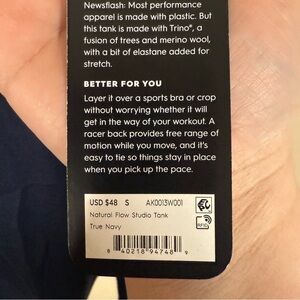 Newsflash: Most performance
apparel is made with plastic. But
this tank is made with Trino®, a
fusion of trees and merino wool,
with a bit of elastane added for
stretch.
BETTER FOR YOU
Layer it over a sports bra or crop
without worrying whether it will
get in the way of your workout. A
racer back provides free range of
motion while you move, and it's
easy to tie so things stay in place
when you pick up the pace.
USD $48 S AK0013W001
Natural Flow Studio Tank
True Navy
8 40218 94748 9